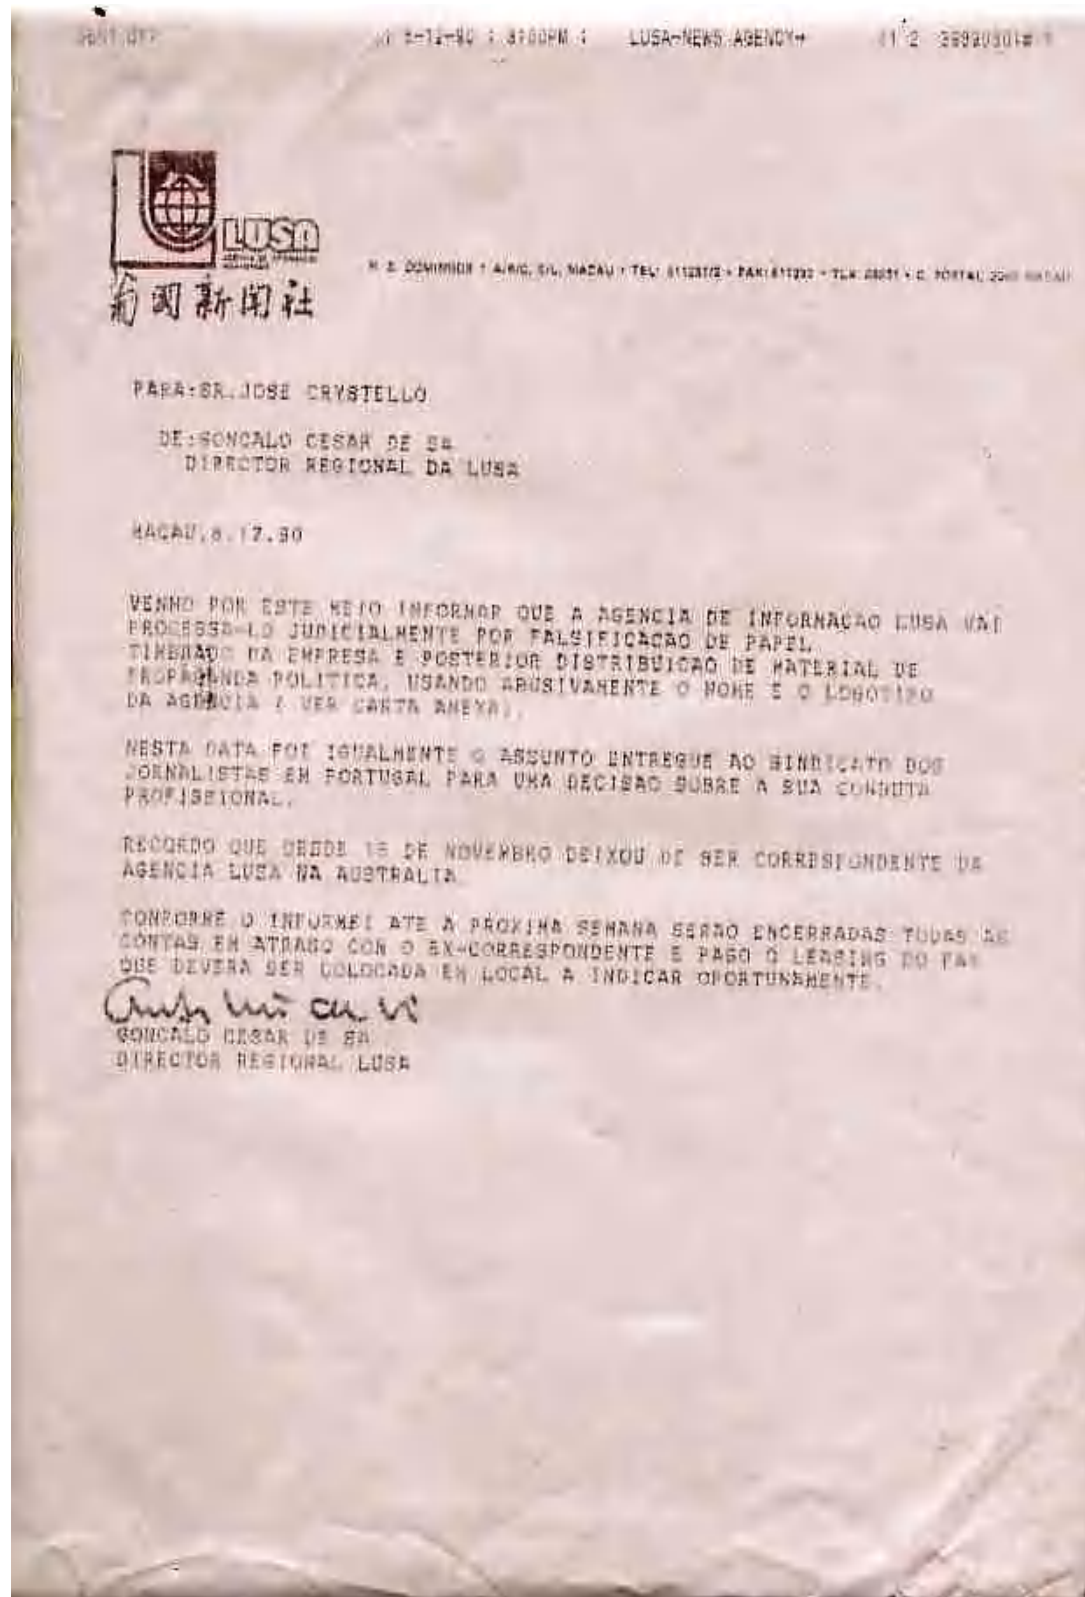 LUSA-NEWS AGENCY→
LUSA
葡国新闻社
MACAU • TEL:
PARA:SR.JOSE CRYSTELLO
DE:GONCALO CESAR DE SA
DIRECTOR REGIONAL DA LUSA
MACAU,
VENHO POR ESTE MEIO INFORMAR QUE A AGENCIA DE INFORMAÇAO LUSA VAI
PROCESSA-LO JUDICIALMENTE POR FALSIFICACAO DE PAPEL
TIMBRADO DA EMPRESA E POSTERIOR DISTRIBUICAO DE MATERIAL DE
PROPAGANDA POLITICA, USANDO ABUSIVAMENTE O NOME E O LOGOTIPO
DA AGENCIA ( VER CARTA ANEXA).
NESTA DATA FOI IGUALMENTE O ASSUNTO ENTREGUE AO SINDICATO DOS
JORNALISTAS EM PORTUGAL PARA UMA DECISAO SOBRE A SUA CONDUTA
PROFISSIONAL.
RECORDO QUE DESDE DE NOVEMBRO DEIXOU DE SER CORRESPONDENTE DA
AGENCIA LUSA NA AUSTRALIA
CONFORME O INFORMEI ATE A PROXIMA SEMANA SERAO ENCERRADAS TODAS AS
CONTAS EM ATRASO COM O EX-CORRESPONDENTE E PAGO O LEASING DO FAX
QUE DEVERA SER COLOCADA EM LOCAL A INDICAR OPORTUNAMENTE.
GONCALO CESAR DE SA
DIRECTOR REGIONAL LUSA